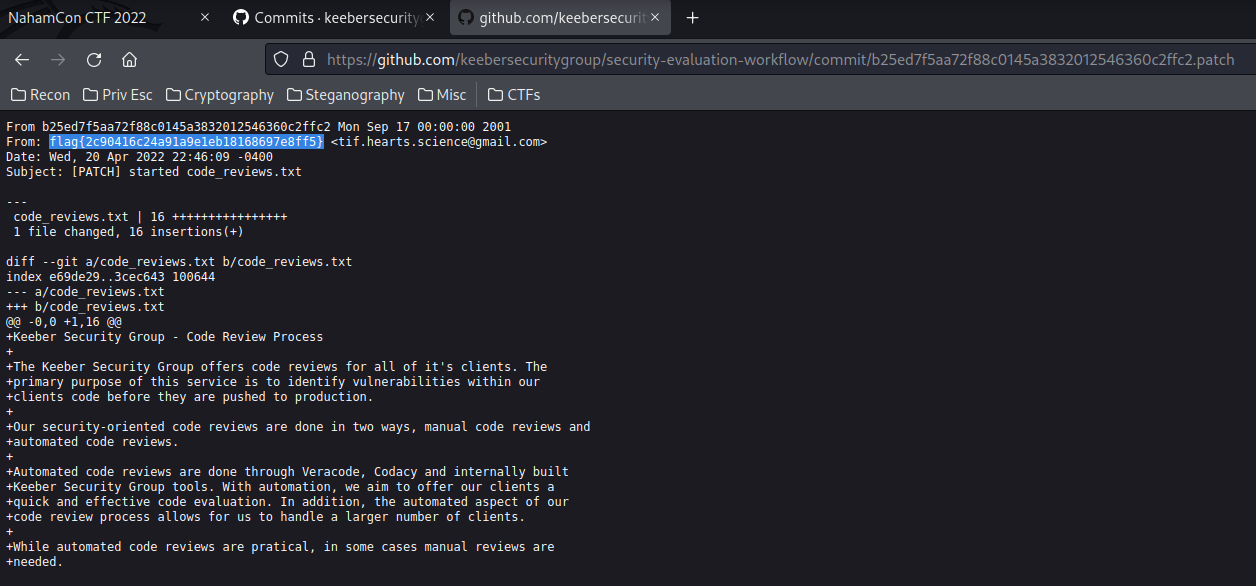 NahamCon CTF 2022
Commits · keebersecurity
github.com/keebersecurit
https://github.com/keebersecuritygroup/security-evaluation-workflow/commit/b25ed7f5aa72f88c0145a3832012546360c2ffc2.patch
Recon Priv Esc Cryptography Steganography Misc CTFs
From b25ed7f5aa72f88c0145a3832012546360c2ffc2 Mon Sep 17 00:00:00 2001
From: flag{2c90416c24a91a9e1eb18168697e8ff5} <tif.hearts.science@gmail.com>
Date: Wed, 20 Apr 2022 22:46:09 -0400
Subject: [PATCH] started code_reviews.txt
---
 code_reviews.txt | 16 ++++++++++++++++
 1 file changed, 16 insertions(+)
diff --git a/code_reviews.txt b/code_reviews.txt
index e69de29..3cec643 100644
--- a/code_reviews.txt
+++ b/code_reviews.txt
@@ -0,0 +1,16 @@
+Keeber Security Group - Code Review Process
+
+The Keeber Security Group offers code reviews for all of it's clients. The
+primary purpose of this service is to identify vulnerabilities within our
+clients code before they are pushed to production.
+
+Our security-oriented code reviews are done in two ways, manual code reviews and
+automated code reviews.
+
+Automated code reviews are done through Veracode, Codacy and internally built
+Keeber Security Group tools. With automation, we aim to offer our clients a
+quick and effective code evaluation. In addition, the automated aspect of our
+code review process allows for us to handle a larger number of clients.
+
+While automated code reviews are pratical, in some cases manual reviews are
+needed.